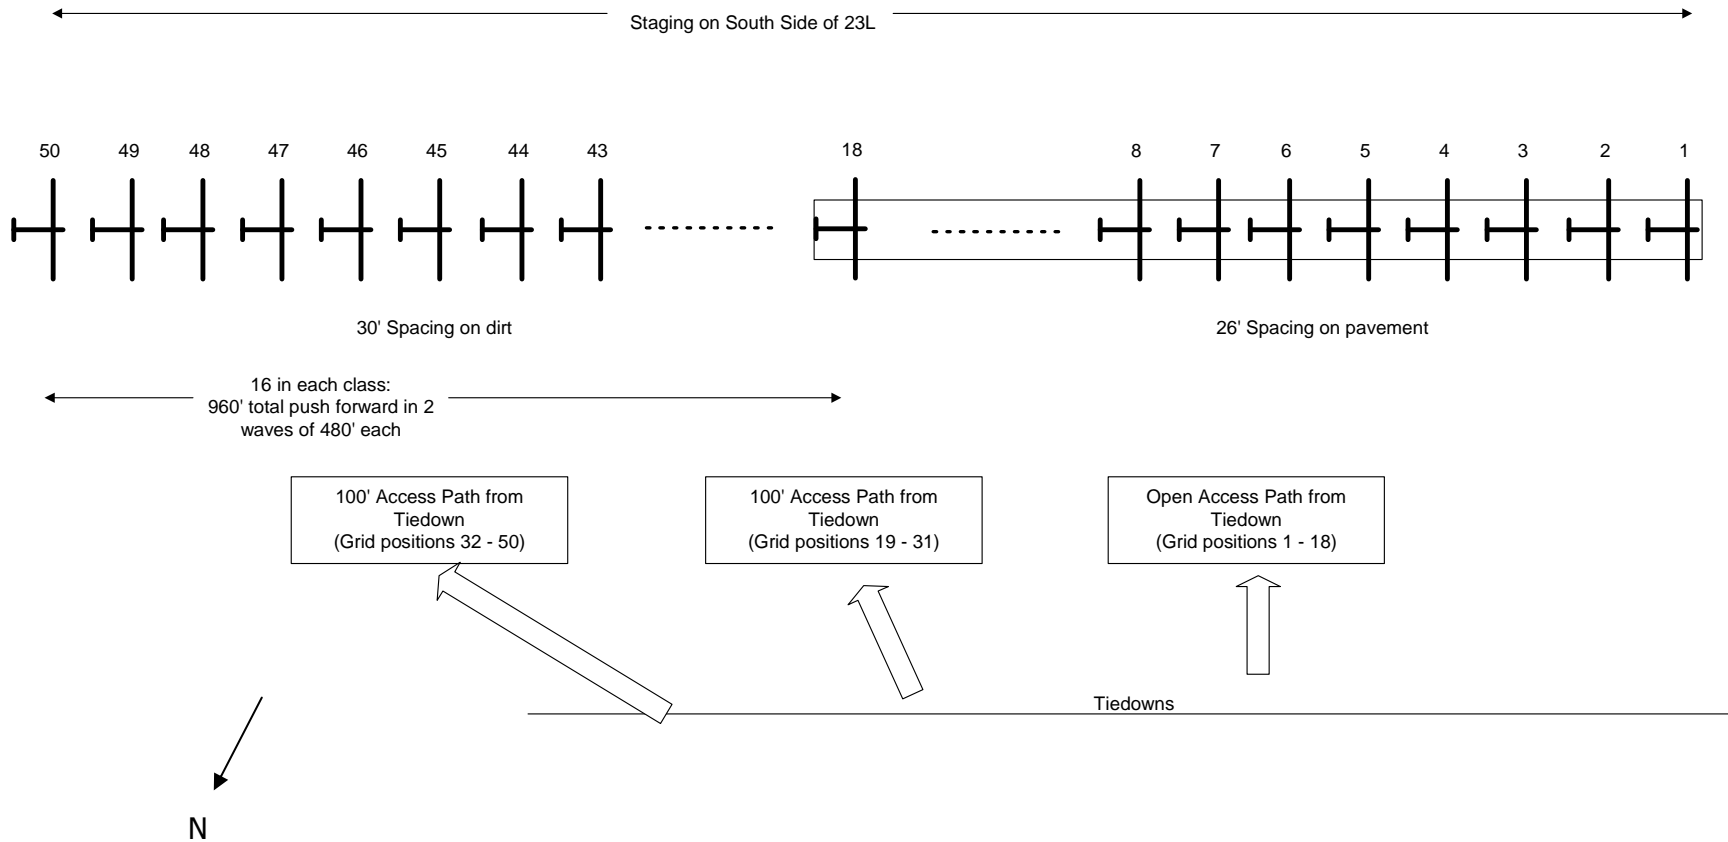 Staging on South Side of 23L
50 49 48 47 46 45 44 43 18 8 7 6 5 4 3 2 1
30' Spacing on dirt
26' Spacing on pavement
16 in each class:
960' total push forward in 2
waves of 480' each
100' Access Path from
Tiedown
(Grid positions 32 - 50)
100' Access Path from
Tiedown
(Grid positions 19 - 31)
Open Access Path from
Tiedown
(Grid positions 1 - 18)
Tiedowns
N